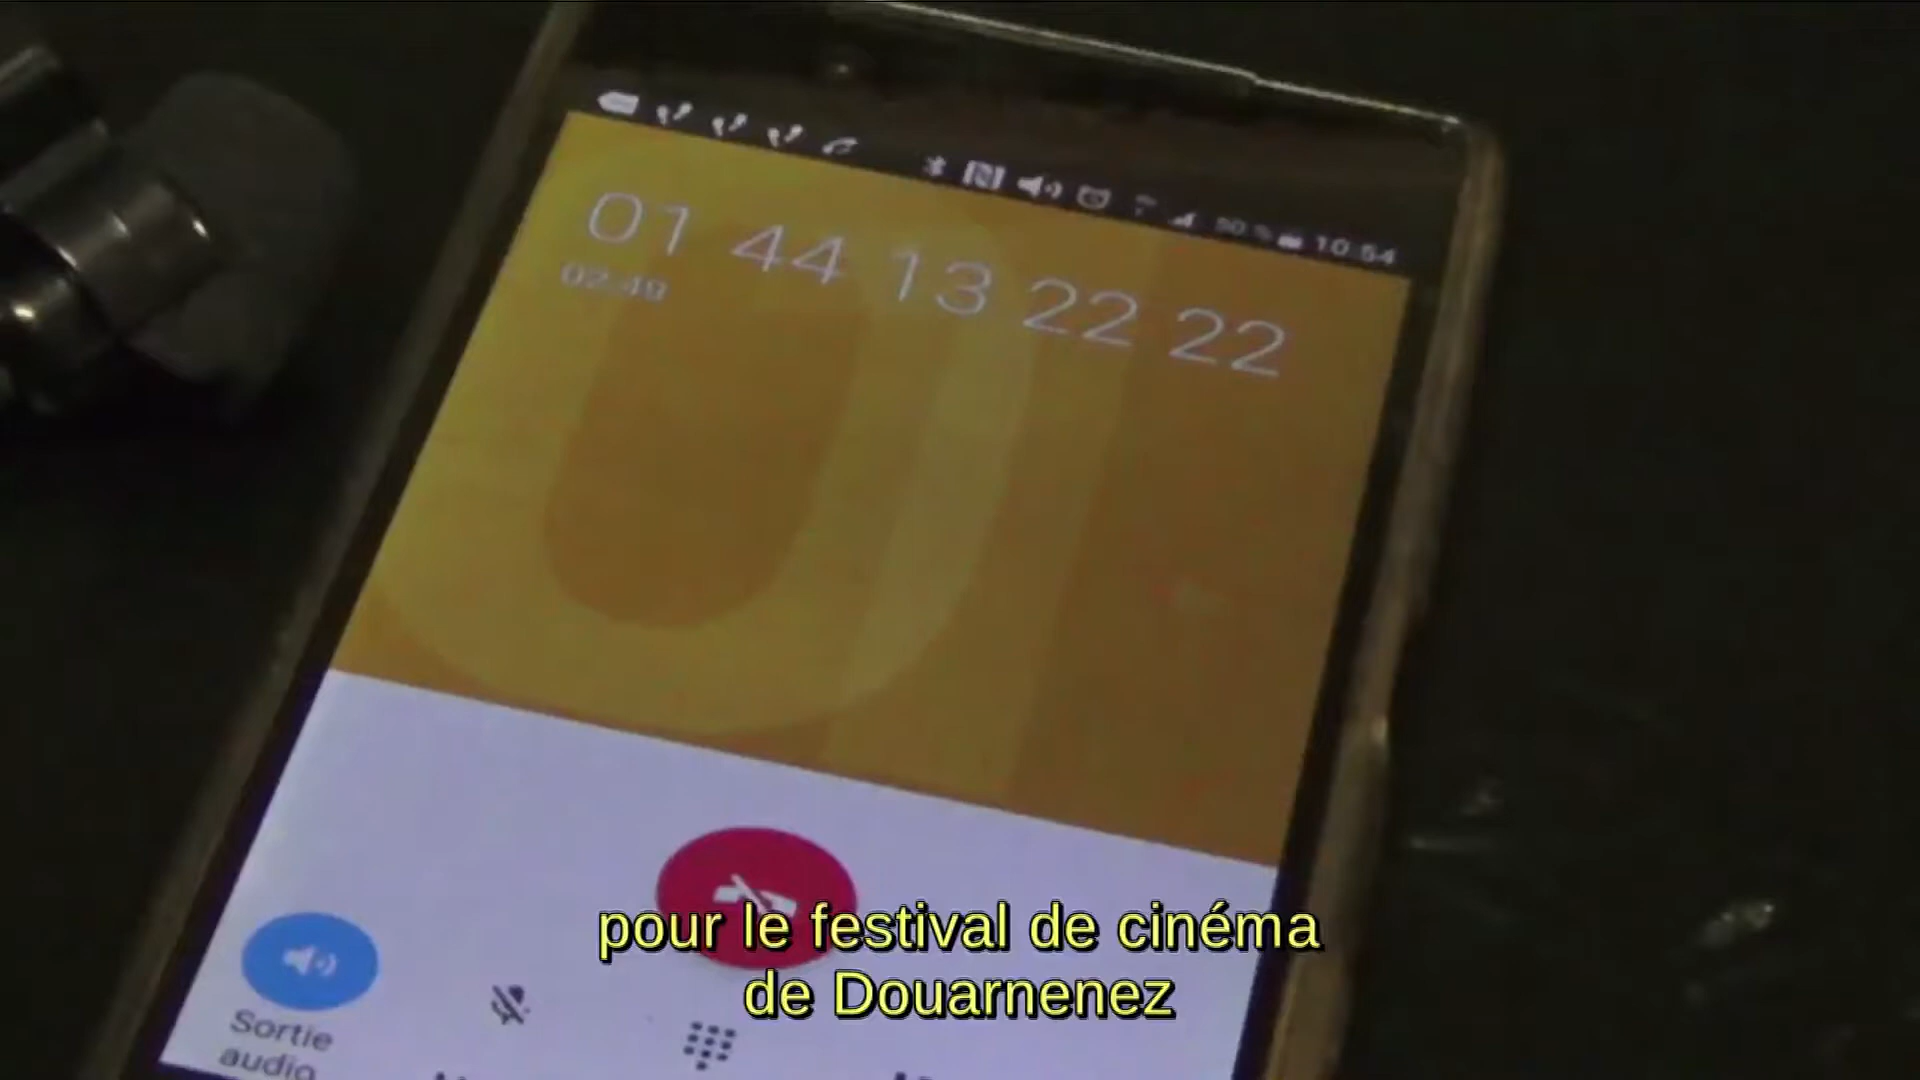 10:54
01 44 13 22 22
02:49
pour le festival de cinéma
de Douarnenez
Sortie
audio